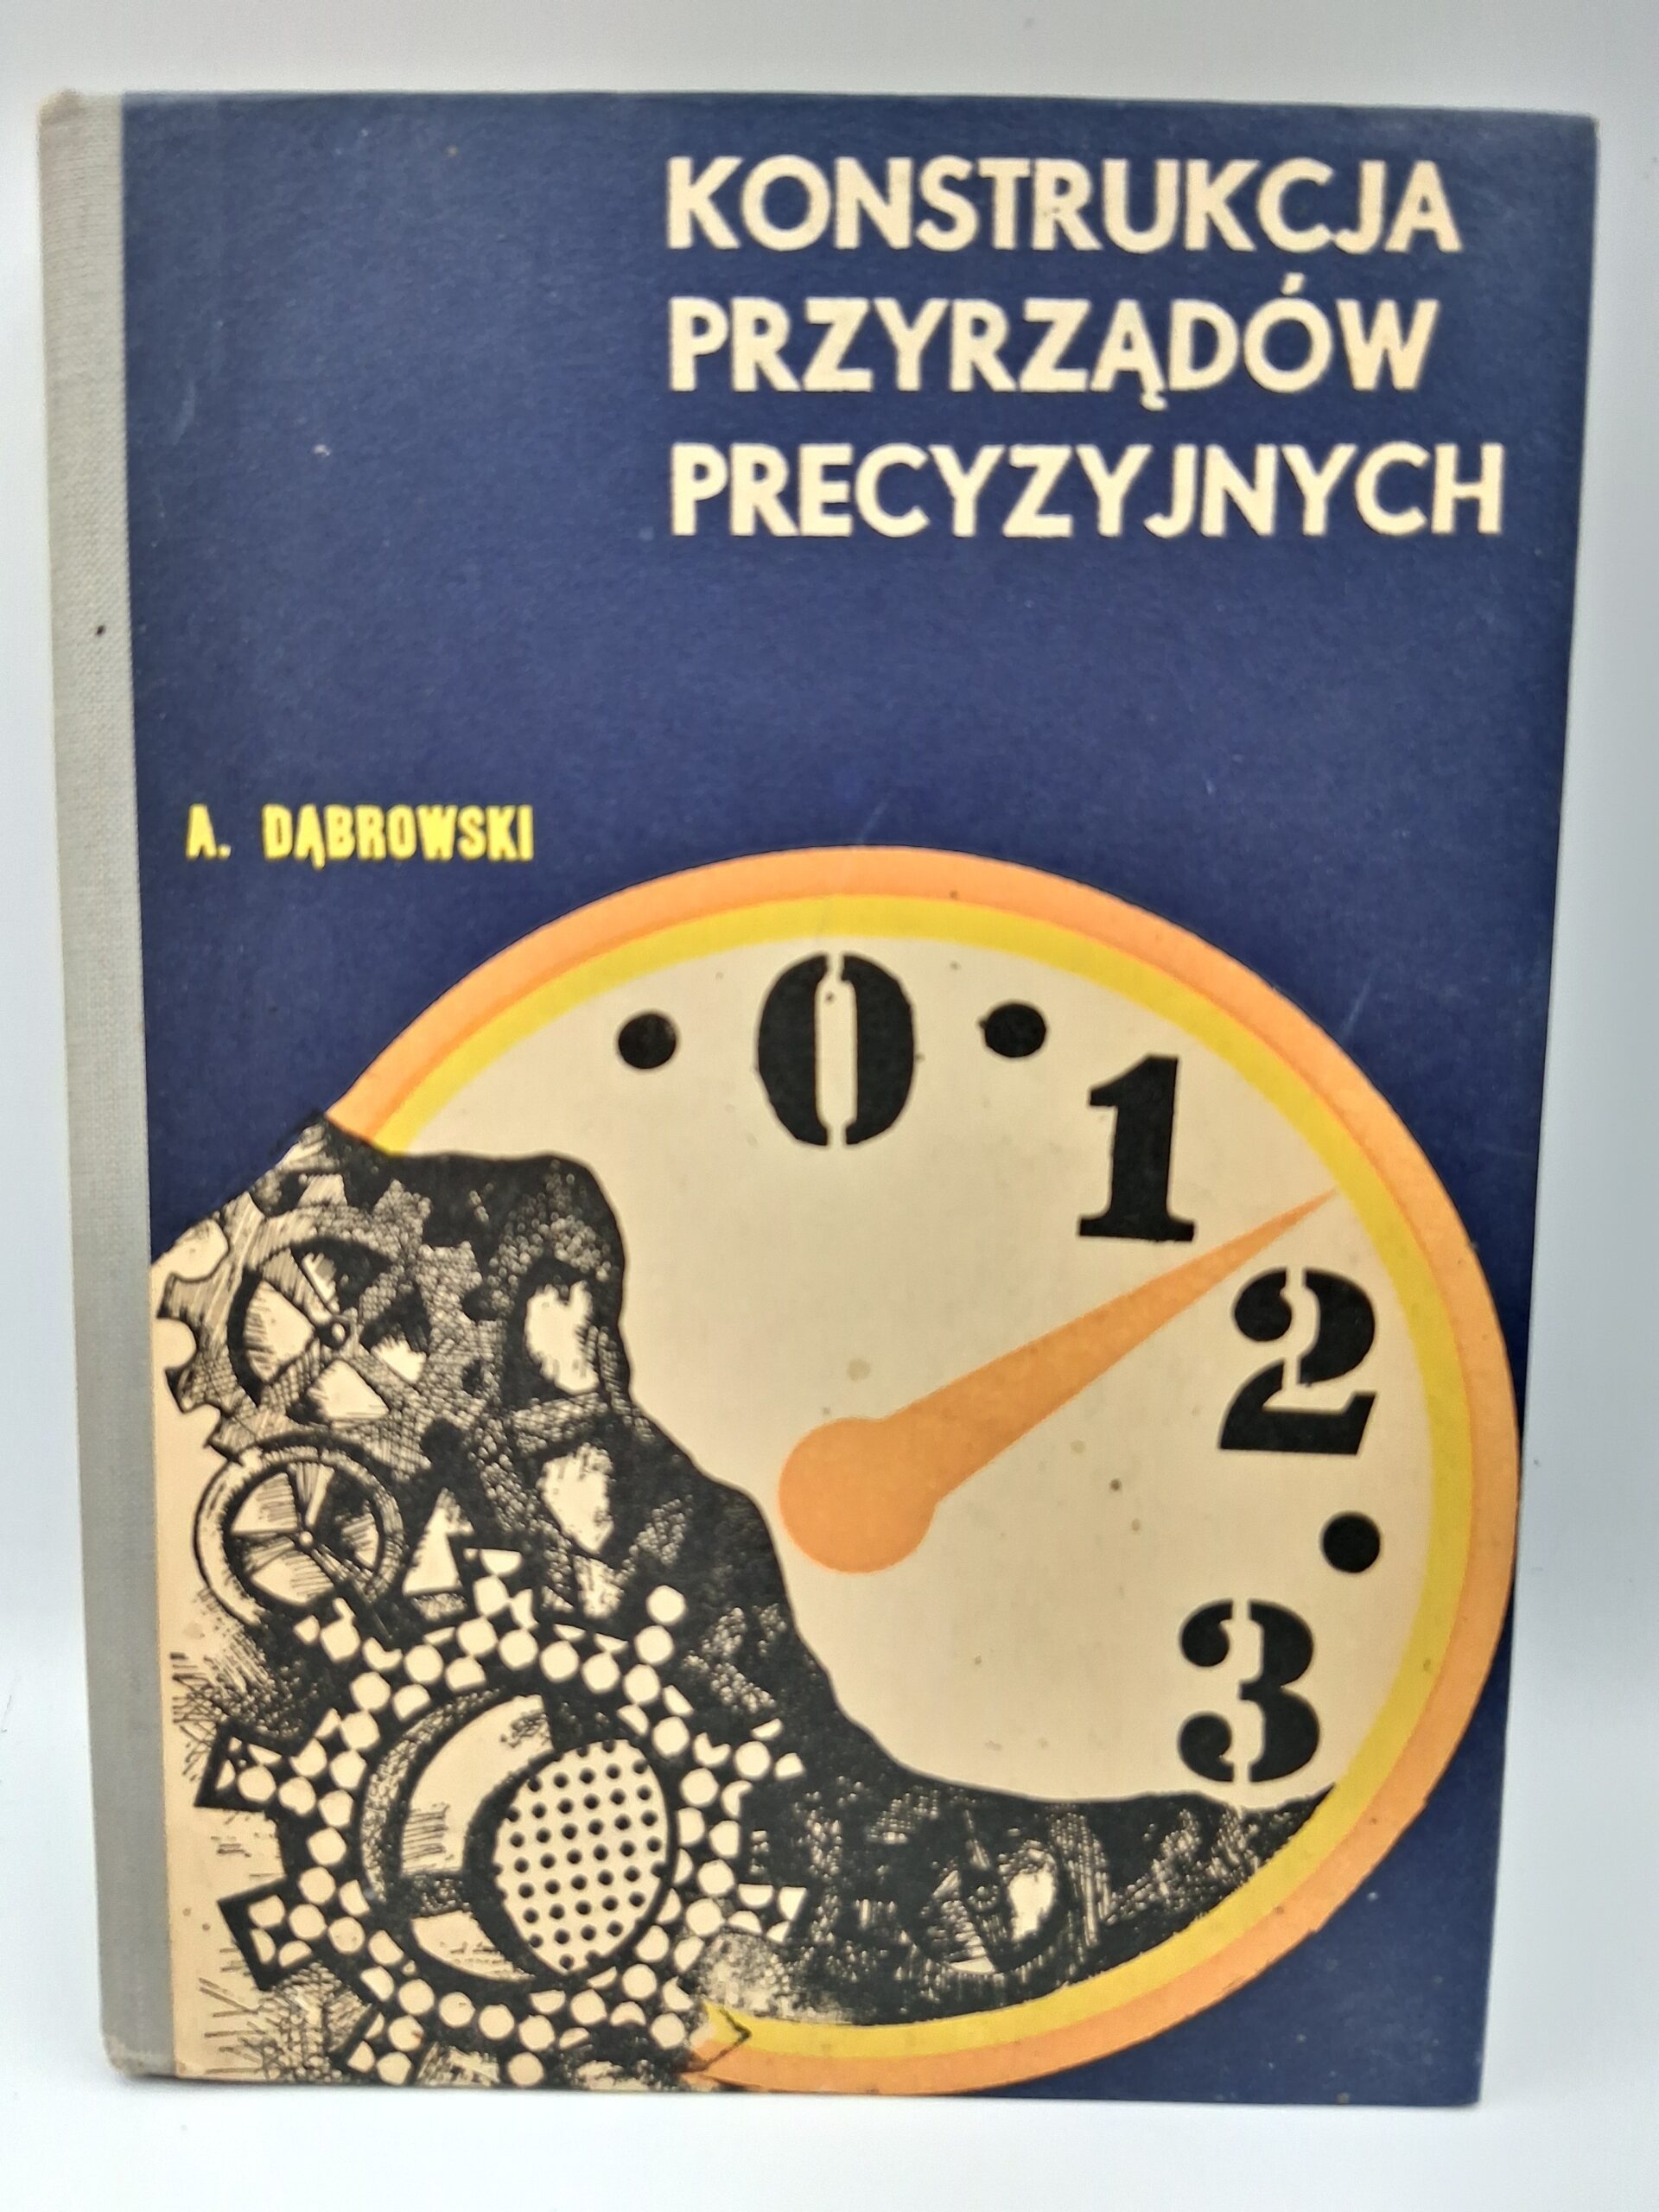 KONSTRUKCJA
PRZYRZĄDÓW
PRECYZYJNYCH
A. DĄBROWSKI
0
1
2
3